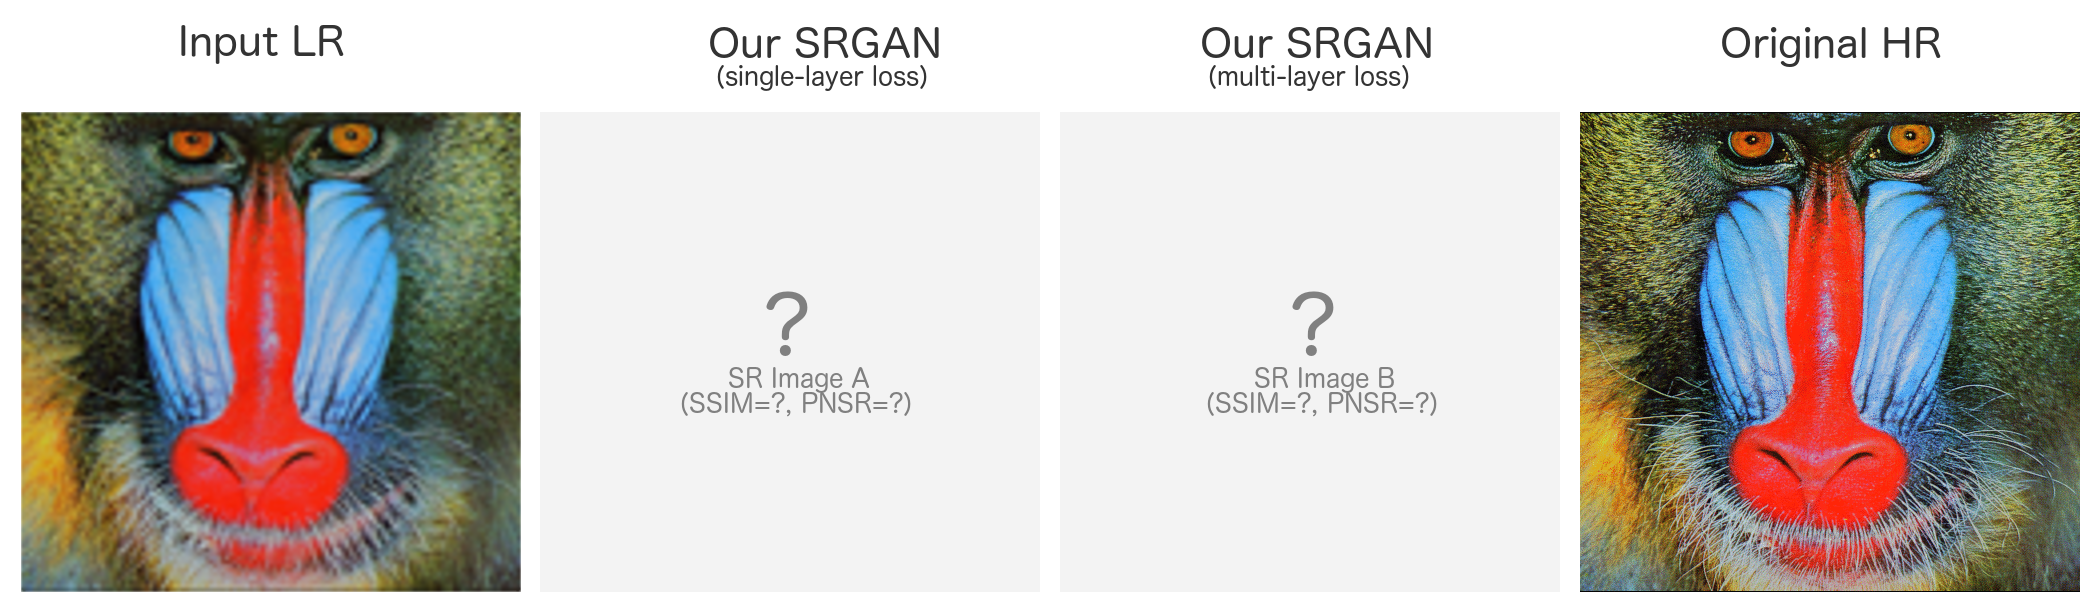 Input LR
Our SRGAN
(single-layer loss)
Our SRGAN
(multi-layer loss)
Original HR
?
SR Image A
(SSIM=?, PNSR=?)
?
SR Image B
(SSIM=?, PNSR=?)